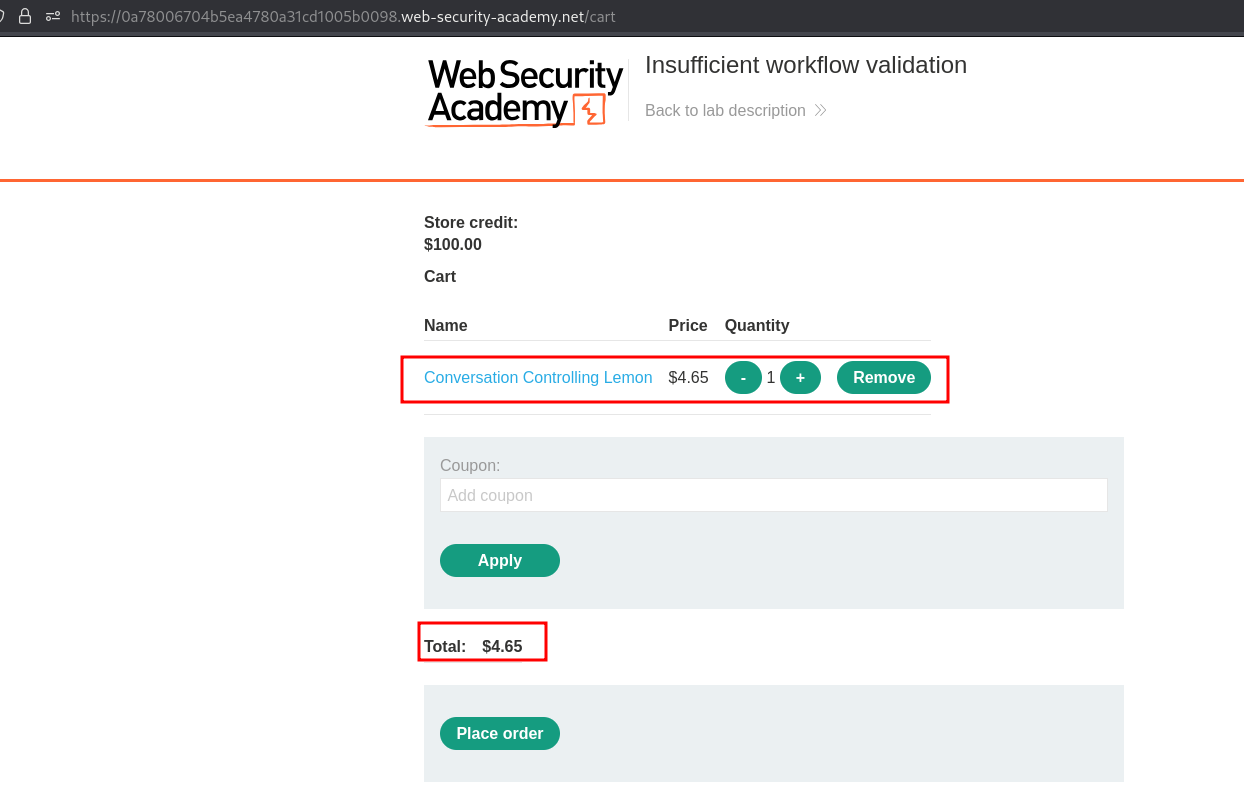 https://0a78006704b5ea4780a31cd1005b0098.web-security-academy.net/cart
Web Security
Academy
Insufficient workflow validation
Back to lab description
Store credit:
$100.00
Cart
Name Price Quantity
Conversation Controlling Lemon $4.65 - 1 + Remove
Coupon:
Add coupon
Apply
Total: $4.65
Place order